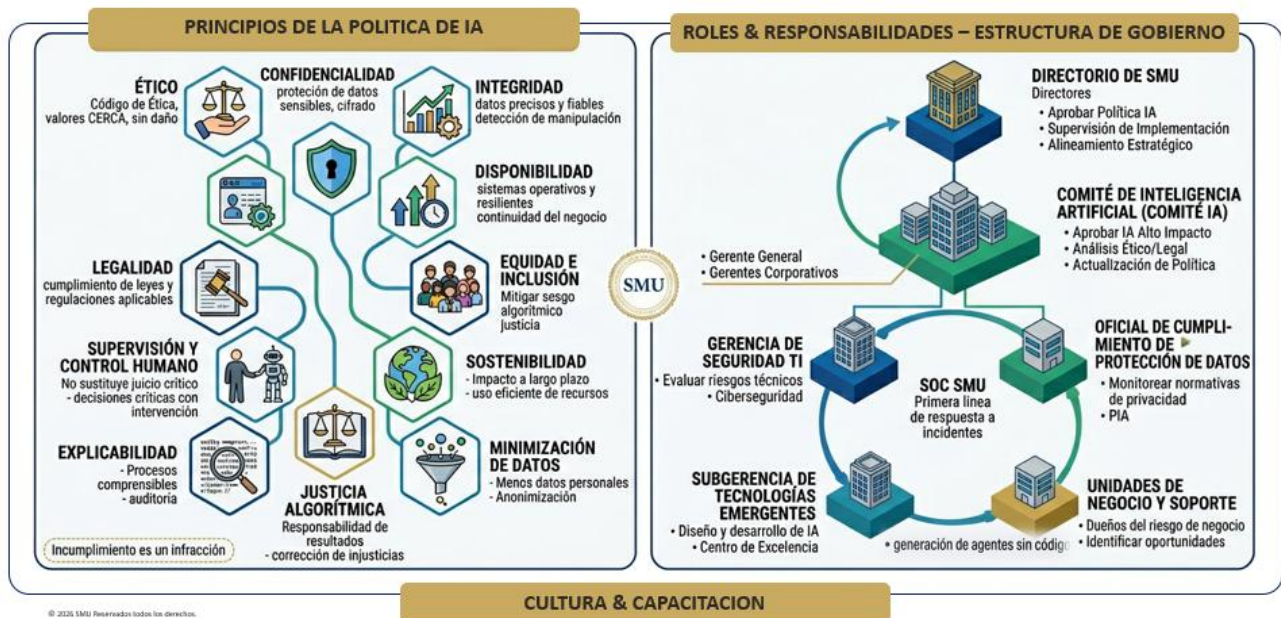 PRINCIPIOS DE LA POLITICA DE IA
ÉTICO
Código de Ética,
valores CERCA, sin daño
CONFIDENCIALIDAD
proteción de datos
sensibles, cifrado
INTEGRIDAD
datos precisos y fiables
detección de manipulación
DISPONIBILIDAD
sistemas operativos y
resilientes
continuidad del negocio
LEGALIDAD
cumplimiento de leyes y
regulaciones aplicables
EQUIDAD E
INCLUSIÓN
Mitigar sesgo
algorítmico
justicia
SUPERVISIÓN Y
CONTROL HUMANO
No sustituye juicio crítico
- decisiones críticas con
intervención
SOSTENIBILIDAD
- Impacto a largo plazo
- uso eficiente de recursos
EXPLICABILIDAD
- Procesos
comprensibles
- auditoría
JUSTICIA
ALGORÍTMICA
Responsabilidad de
resultados
- corrección de injusticias
MINIMIZACIÓN
DE DATOS
- Menos datos personales
- Anonimización
Incumplimiento es un infracción
SMU
ROLES & RESPONSABILIDADES – ESTRUCTURA DE GOBIERNO
DIRECTORIO DE SMU
Directores
• Aprobar Política IA
• Supervisión de Implementación
• Alineamiento Estratégico
COMITÉ DE INTELIGENCIA
ARTIFICIAL (COMITÉ IA)
• Aprobar IA Alto Impacto
• Análisis Ético/Legal
• Actualización de Política
• Gerente General
• Gerentes Corporativos
GERENCIA DE
SEGURIDAD TI
• Evaluar riesgos técnicos
• Ciberseguridad
SOC SMU
Primera línea
de respuesta a
incidentes
OFICIAL DE CUMPLI-
MIENTO DE
PROTECCIÓN DE DATOS
• Monitorear normativas
de privacidad
• PIA
SUBGERENCIA DE
TECNOLOGÍAS
EMERGENTES
• Diseño y desarrollo de IA
• Centro de Excelencia
UNIDADES DE
NEGOCIO Y SOPORTE
• Dueños del riesgo de negocio
• Identificar oportunidades
• generación de agentes sin código
CULTURA & CAPACITACION
© 2026 SMU Reservados todos los derechos.